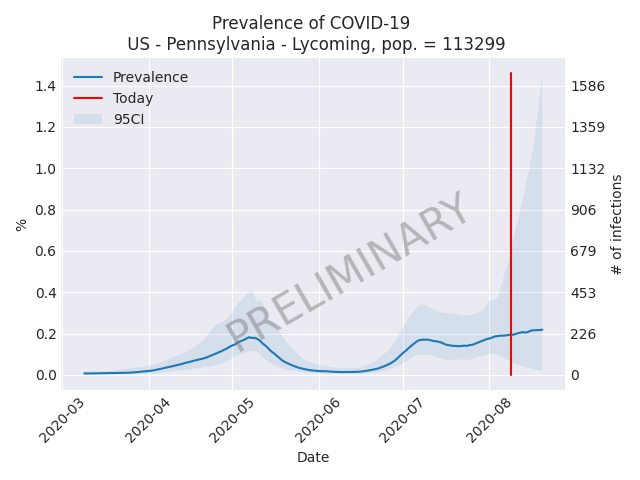 Prevalence of COVID-19
US - Pennsylvania - Lycoming, pop. = 113299
Prevalence
Today
95CI
%
1.4
1.2
1.0
0.8
0.6
0.4
0.2
0.0
1586
1359
1132
906
679
453
226
0
# of infections
PRELIMINARY
2020-03
2020-04
2020-05
2020-06
2020-07
2020-08
Date